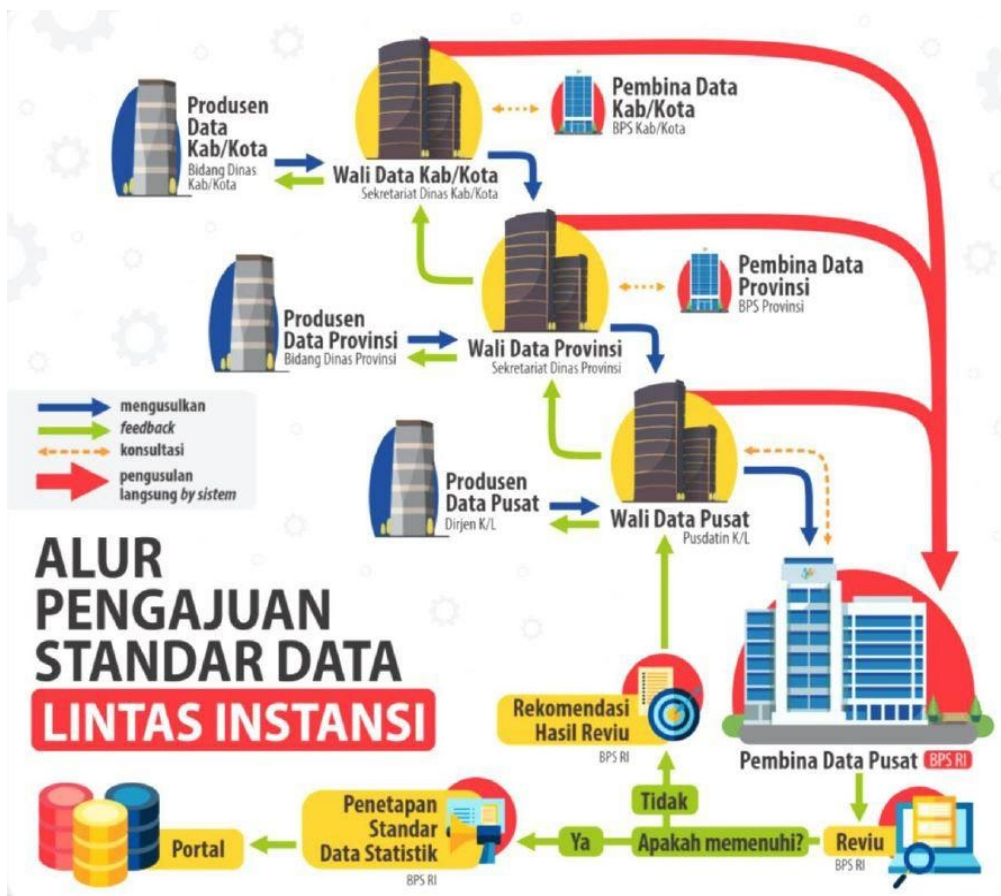 Produsen
Data
Kab/Kota
Bidang Dinas
Kab/Kota
Wali Data Kab/Kota
Sekretariat Dinas Kab/Kota
Pembina Data
Kab/Kota
BPS Kab/Kota
Produsen
Data Provinsi
Bidang Dinas Provinsi
Wali Data Provinsi
Sekretariat Dinas Provinsi
Pembina Data
Provinsi
BPS Provinsi
mengusulkan
feedback
konsultasi
pengusulan
langsung by sistem
Produsen
Data Pusat
Dirjen K/L
Wali Data Pusat
Pusdatin K/L
ALUR
PENGAJUAN
STANDAR DATA
LINTAS INSTANSI
Rekomendasi
Hasil Reviu
BPS RI
Pembina Data Pusat BPS RI
Tidak
Portal
Penetapan
Standar
Data Statistik
BPS RI
Ya
Apakah memenuhi?
Reviu
BPS RI